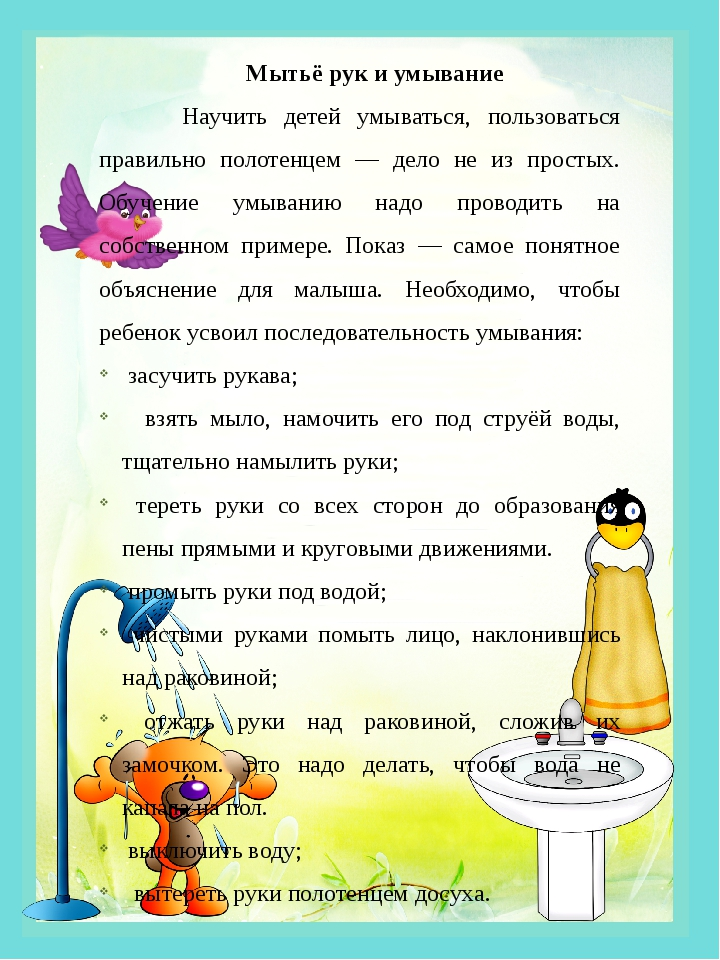 Мытьё рук и умывание
Научить детей умываться, пользоваться
правильно полотенцем — дело не из простых.
Обучение умыванию надо проводить на
собственном примере. Показ — самое понятное
объяснение для малыша. Необходимо, чтобы
ребенок усвоил последовательность умывания:
❖ засучить рукава;
❖ взять мыло, намочить его под струёй воды,
тщательно намылить руки;
❖ тереть руки со всех сторон до образования
пены прямыми и круговыми движениями.
❖ промыть руки под водой;
❖ чистыми руками помыть лицо, наклонившись
над раковиной;
❖ отжать руки над раковиной, сложив их
замочком. Это надо делать, чтобы вода не
капала на пол.
❖ выключить воду;
❖ вытереть руки полотенцем досуха.